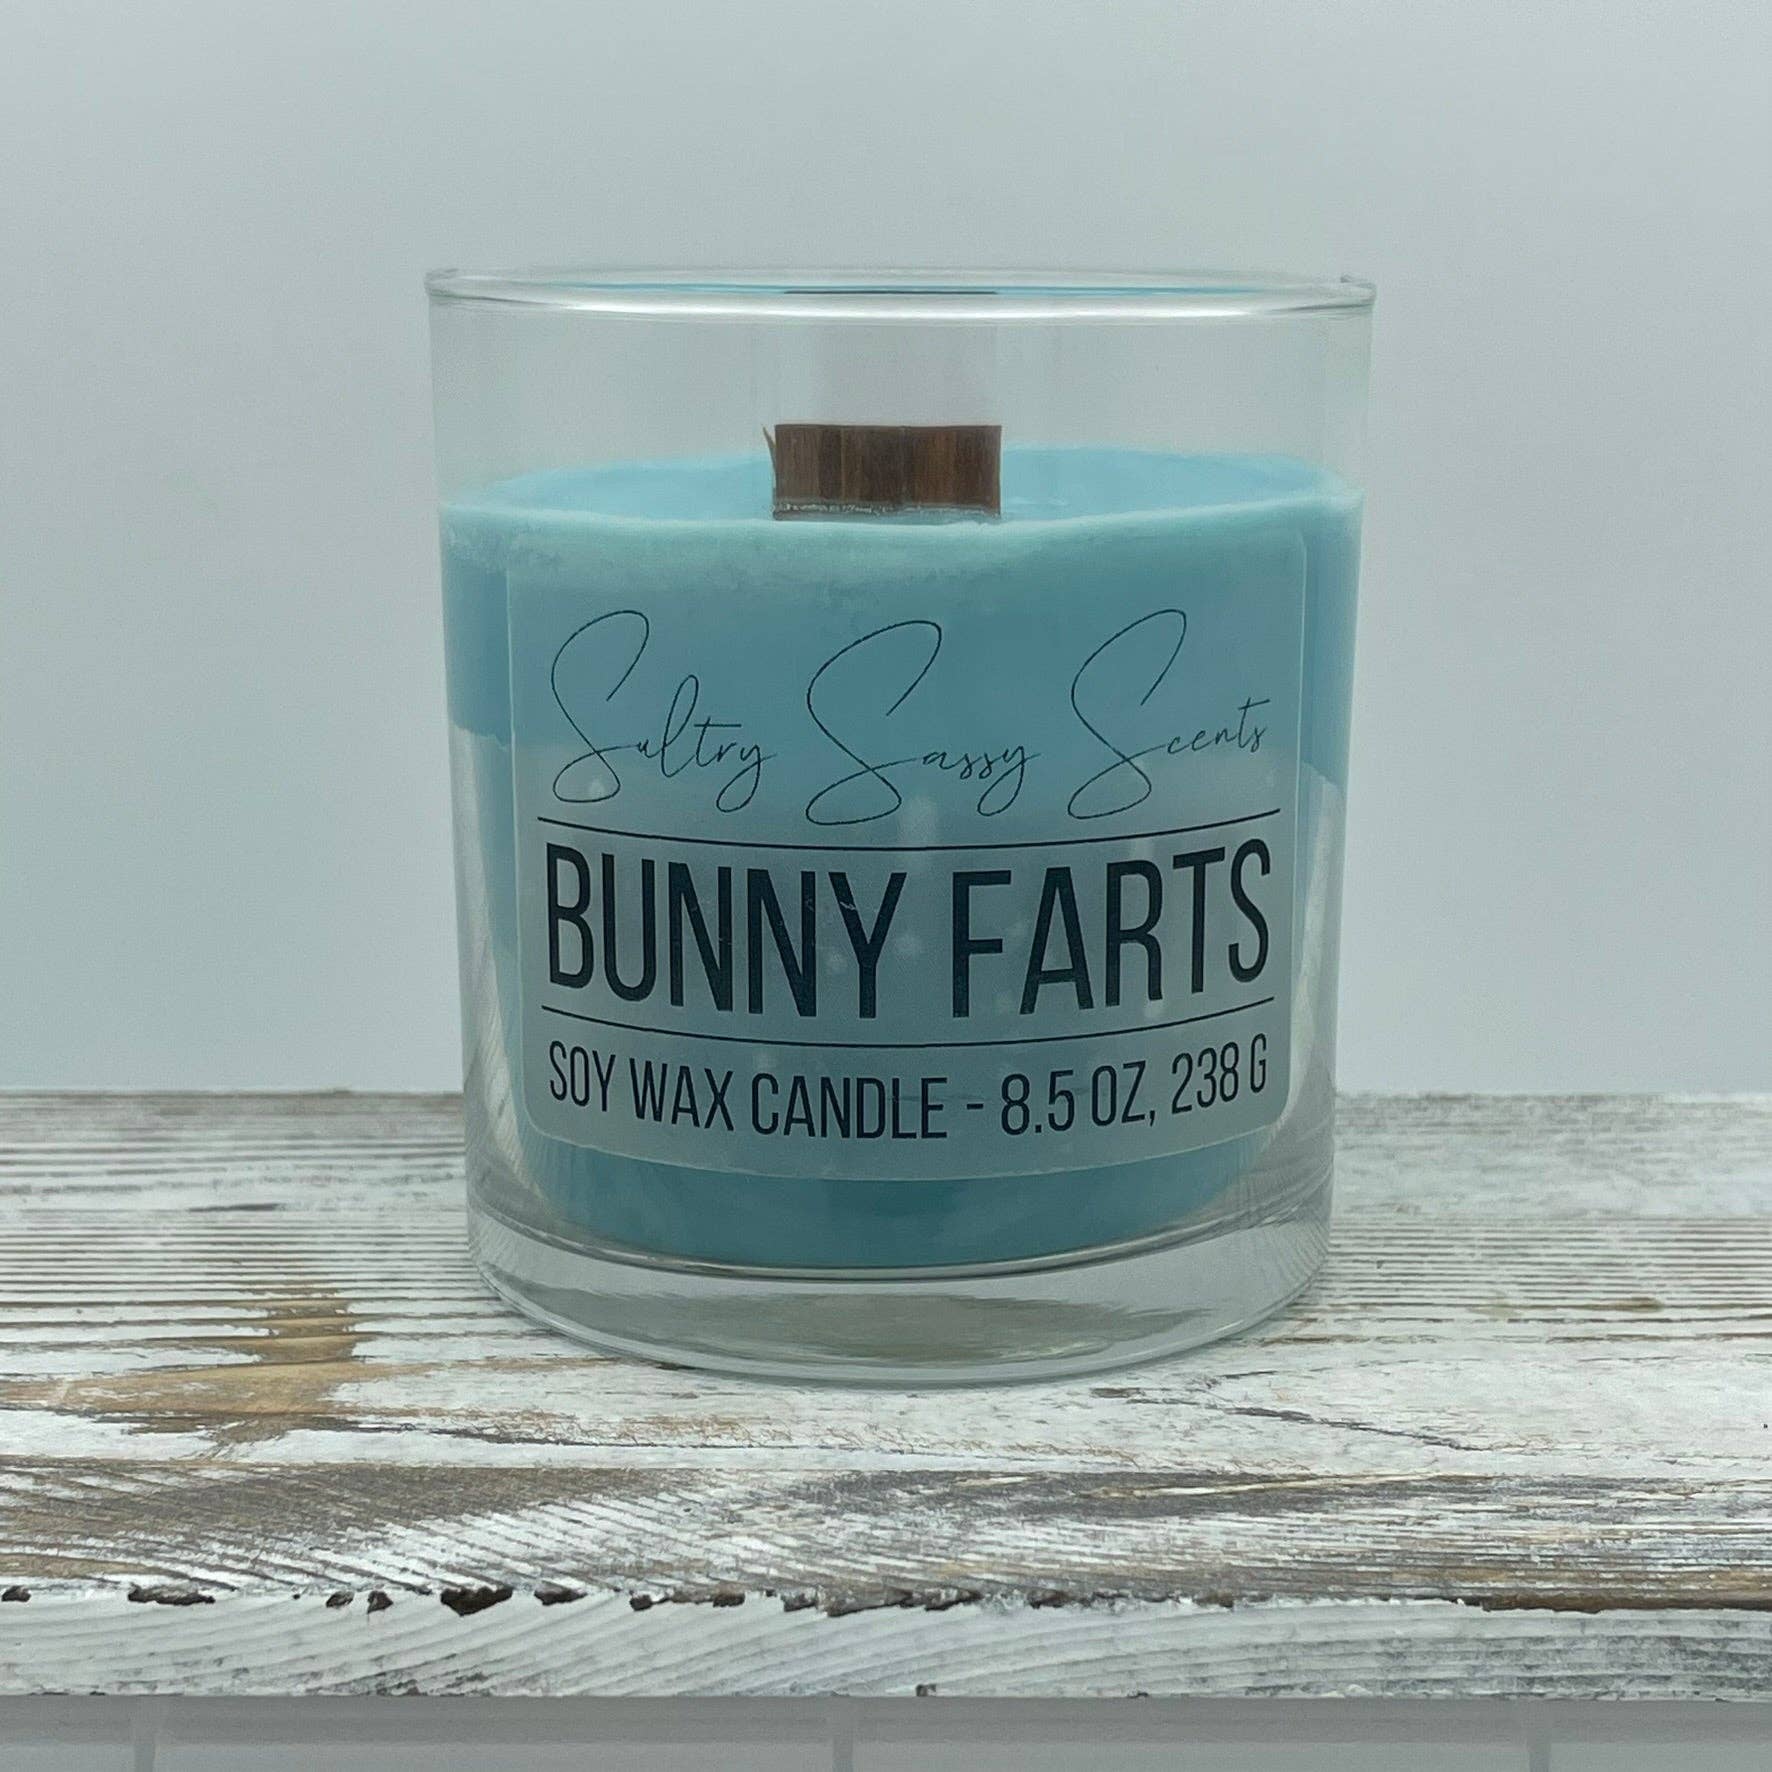 Sultry Sassy Scents
BUNNY FARTS
SOY WAX CANDLE - 8.5 OZ, 238 G